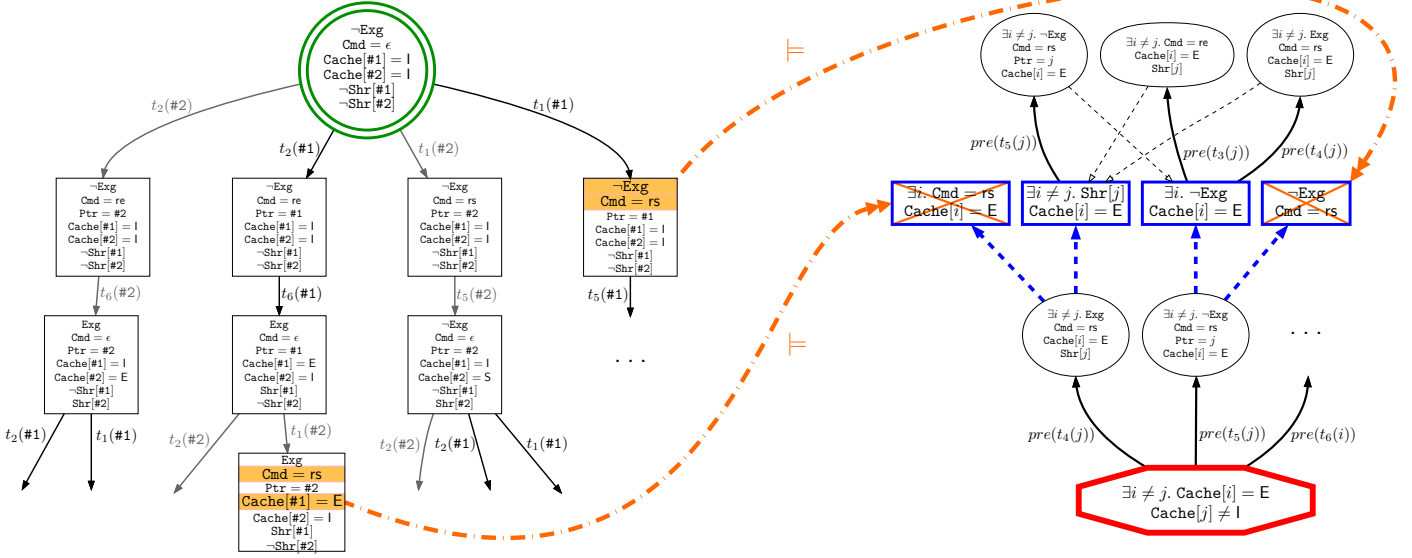 ¬Exg
Cmd = ϵ
Cache[#1] = I
Cache[#2] = I
¬Shr[#1]
¬Shr[#2]
t₂(#2)
t₂(#1)
t₁(#2)
t₁(#1)
¬Exg
Cmd = re
Ptr = #2
Cache[#1] = I
Cache[#2] = I
¬Shr[#1]
¬Shr[#2]
¬Exg
Cmd = re
Ptr = #1
Cache[#1] = I
Cache[#2] = I
¬Shr[#1]
¬Shr[#2]
¬Exg
Cmd = rs
Ptr = #2
Cache[#1] = I
Cache[#2] = I
¬Shr[#1]
¬Shr[#2]
¬Exg
Cmd = rs
Ptr = #1
Cache[#1] = I
Cache[#2] = I
¬Shr[#1]
¬Shr[#2]
t₆(#2)
t₆(#1)
t₅(#2)
t₅(#1)
Exg
Cmd = ϵ
Ptr = #2
Cache[#1] = I
Cache[#2] = E
¬Shr[#1]
Shr[#2]
Exg
Cmd = ϵ
Ptr = #1
Cache[#1] = E
Cache[#2] = I
Shr[#1]
¬Shr[#2]
¬Exg
Cmd = ϵ
Ptr = #2
Cache[#1] = I
Cache[#2] = S
¬Shr[#1]
Shr[#2]
. . .
t₂(#1)
t₁(#1)
t₂(#2)
t₁(#2)
t₂(#2)
t₂(#1)
t₁(#1)
Exg
Cmd = rs
Ptr = #2
Cache[#1] = E
Cache[#2] = I
Shr[#1]
¬Shr[#2]
⊨
⊨
∃i ≠ j. ¬Exg
Cmd = rs
Ptr = j
Cache[i] = E
∃i ≠ j. Cmd = re
Cache[i] = E
Shr[j]
∃i ≠ j. Exg
Cmd = rs
Cache[i] = E
Shr[j]
pre(t₅(j))
pre(t₃(j))
pre(t₄(j))
∃i. Cmd = rs
Cache[i] = E
∃i ≠ j. Shr[j]
Cache[i] = E
∃i. ¬Exg
Cache[i] = E
¬Exg
Cmd = rs
∃i ≠ j. Exg
Cmd = rs
Cache[i] = E
Shr[j]
∃i ≠ j. ¬Exg
Cmd = rs
Ptr = j
Cache[i] = E
. . .
pre(t₄(j))
pre(t₅(j))
pre(t₆(i))
∃i ≠ j. Cache[i] = E
Cache[j] ≠ I